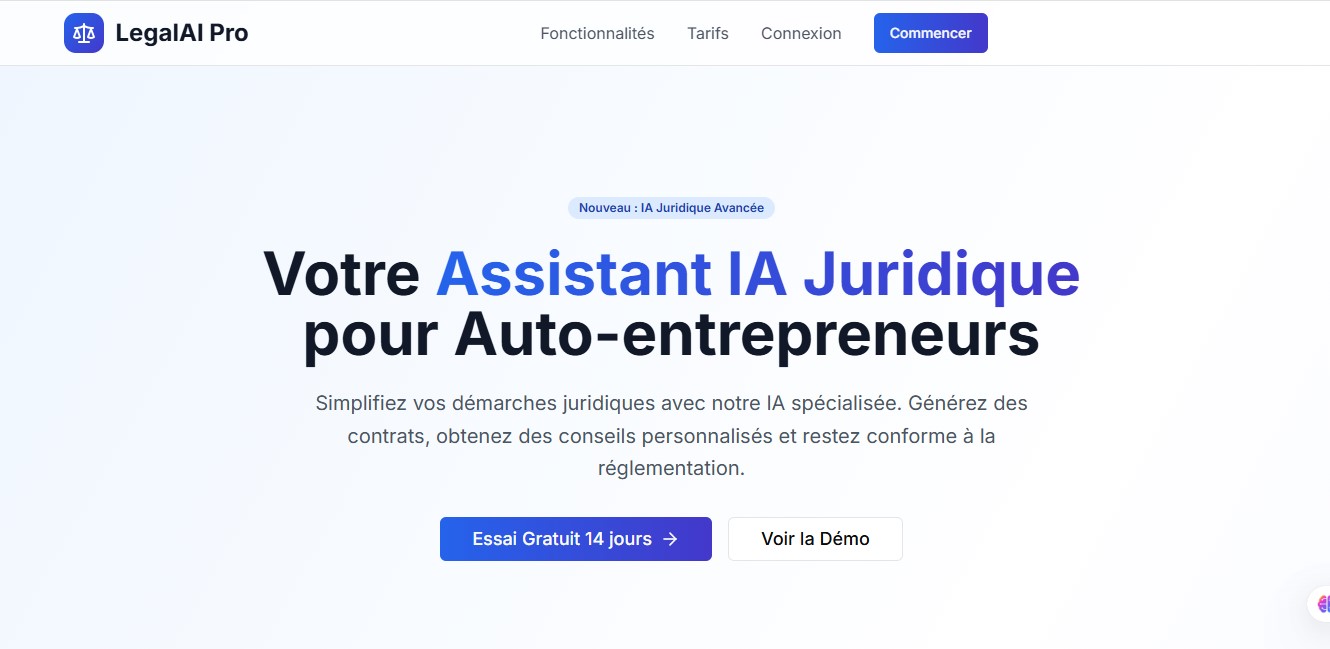 LegalAI Pro
Fonctionnalités
Tarifs
Connexion
Commencer
Nouveau : IA Juridique Avancée
Votre Assistant IA Juridique
pour Auto-entrepreneurs
Simplifiez vos démarches juridiques avec notre IA spécialisée. Générez des
contrats, obtenez des conseils personnalisés et restez conforme à la
réglementation.
Essai Gratuit 14 jours
Voir la Démo